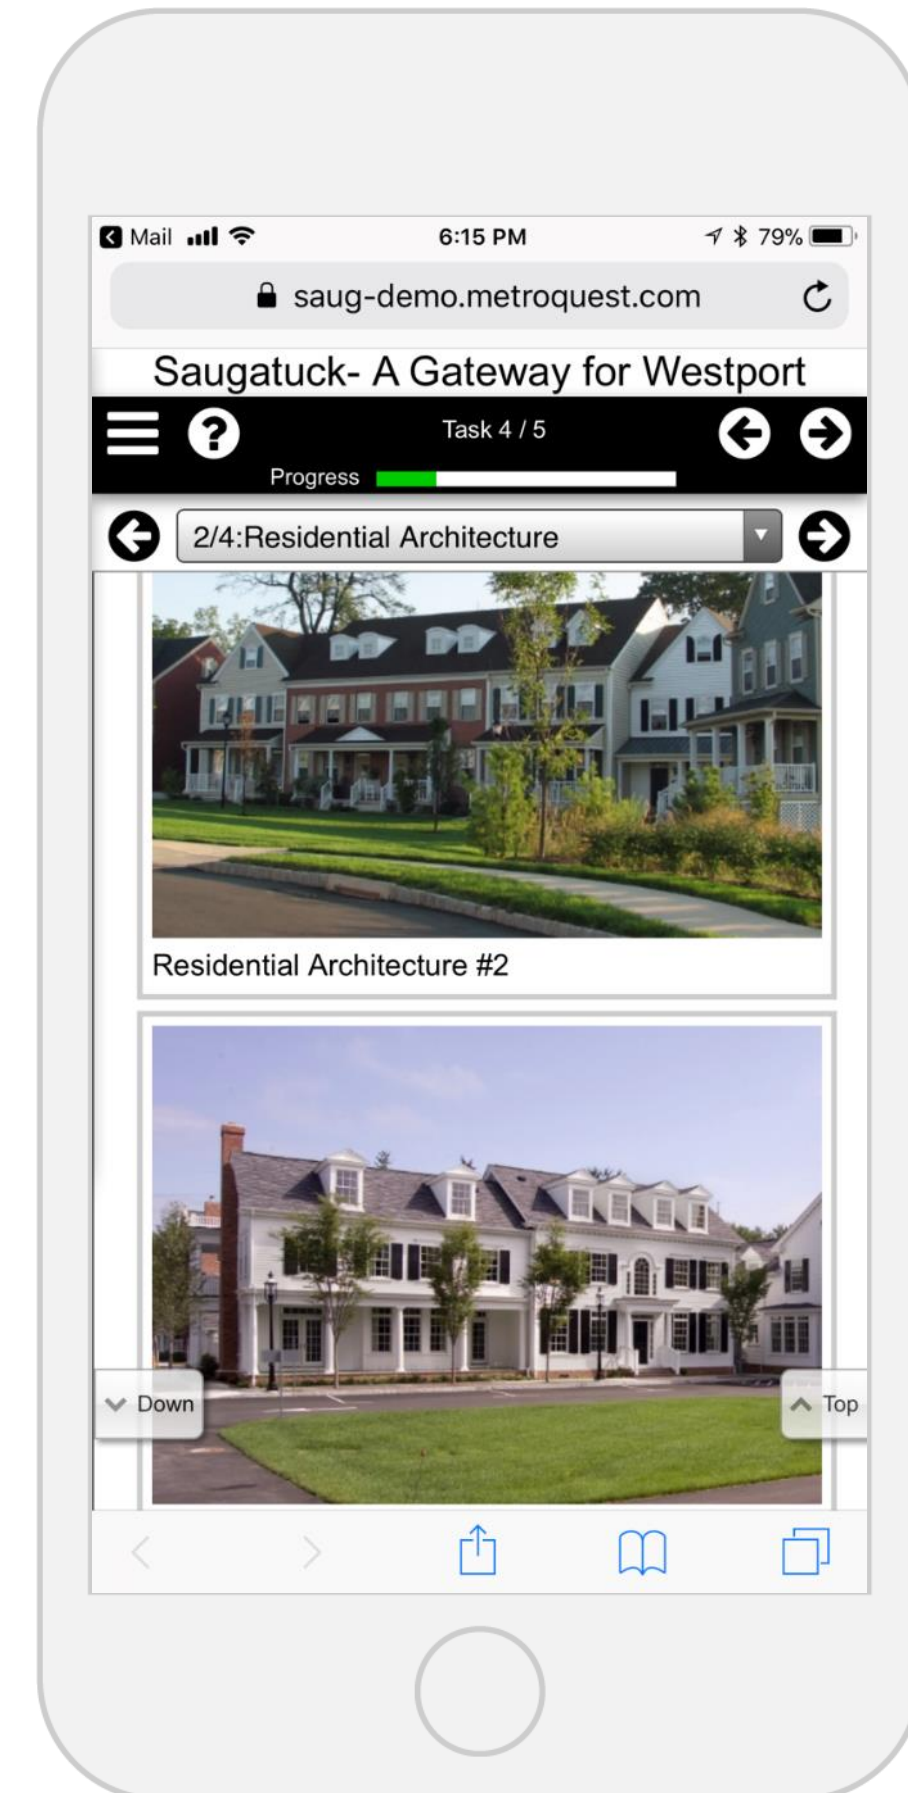 Mail 6:15 PM 79%
saug-demo.metroquest.com
Saugatuck- A Gateway for Westport
? Task 4 / 5
Progress
2/4:Residential Architecture
Residential Architecture #2
Down Top